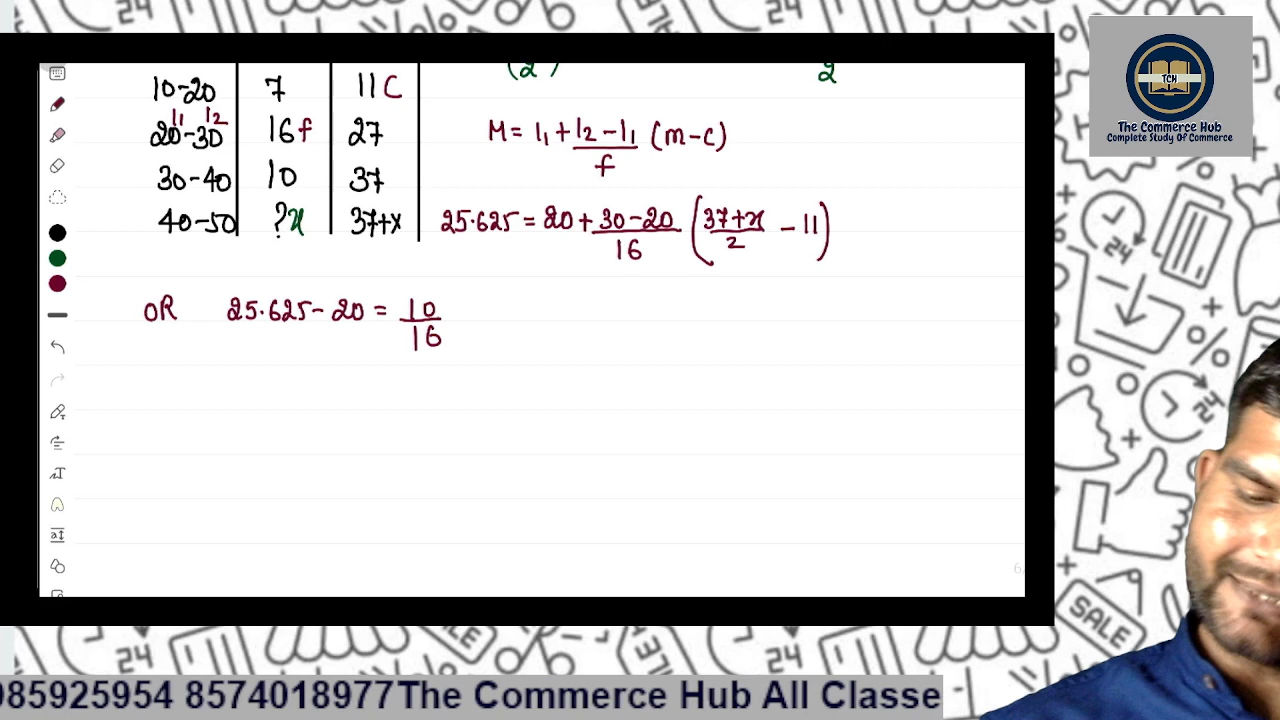 TCH
The Commerce Hub
Complete Study Of Commerce
(2)
2
10-20 7 11 C
l1 l2
20-30 16 f 27
30-40 10 37
40-50 ?x 37+x
M = l1 + l2 - l1 (m-c)
f
25.625 = 20 + 30-20 (37+x - 11)
16 2
OR 25.625 - 20 = 10
16
985925954 8574018977 The Commerce Hub All Classe